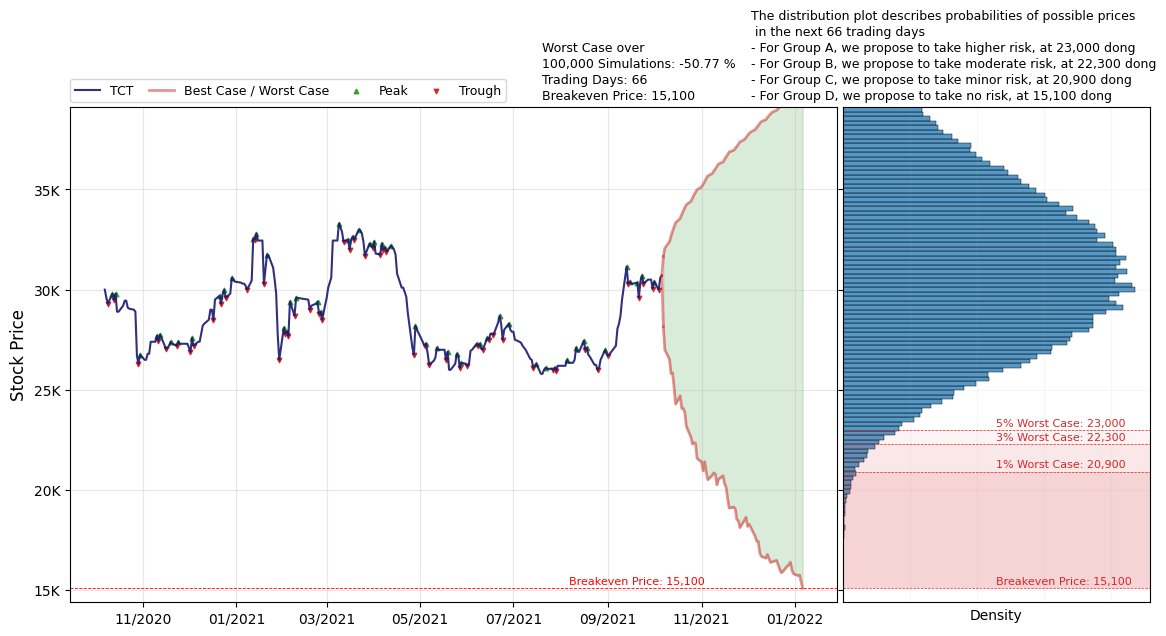 The distribution plot describes probabilities of possible prices
in the next 66 trading days
- For Group A, we propose to take higher risk, at 23,000 dong
- For Group B, we propose to take moderate risk, at 22,300 dong
- For Group C, we propose to take minor risk, at 20,900 dong
- For Group D, we propose to take no risk, at 15,100 dong
Worst Case over
100,000 Simulations: -50.77 %
Trading Days: 66
Breakeven Price: 15,100
TCT
Best Case / Worst Case
Peak
Trough
Stock Price
35K
30K
25K
20K
15K
Breakeven Price: 15,100
11/2020
01/2021
03/2021
05/2021
07/2021
09/2021
11/2021
01/2022
5% Worst Case: 23,000
3% Worst Case: 22,300
1% Worst Case: 20,900
Breakeven Price: 15,100
Density